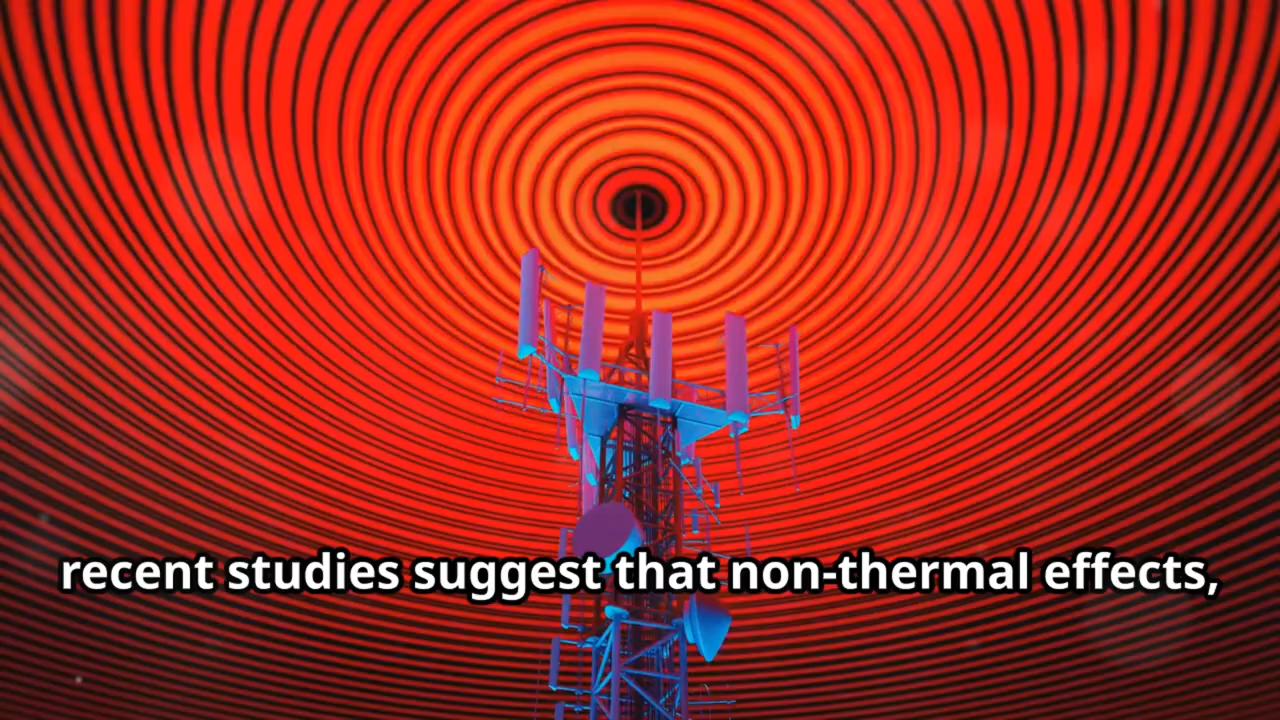 recent studies suggest that non-thermal effects,